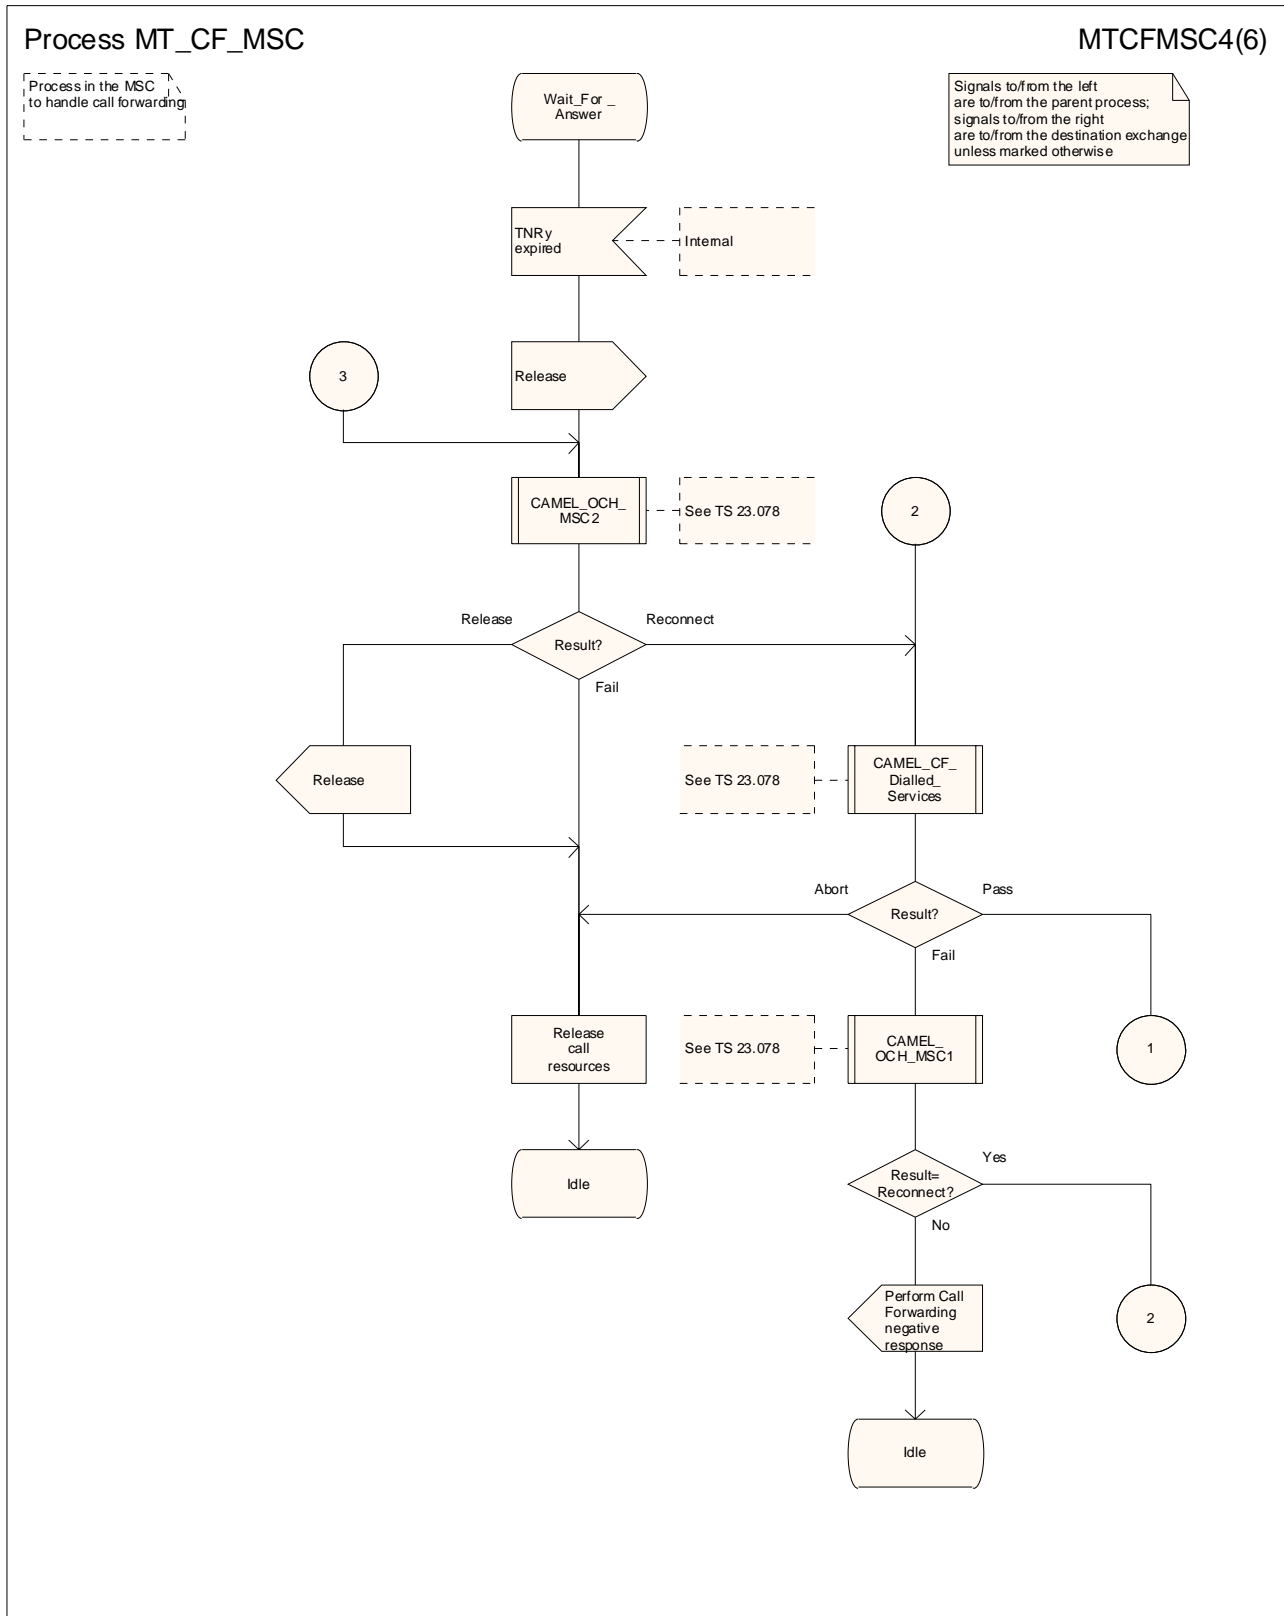 Process MT_CF_MSC
MTCFMSC4(6)
Process in the MSC
to handle call forwarding
Signals to/from the left
are to/from the parent process;
signals to/from the right
are to/from the destination exchange
unless marked otherwise
Wait_For _
Answer
TNRy
expired
Internal
3
Release
CAMEL_OCH_
MSC2
See TS 23.078
2
Release
Reconnect
Result?
Fail
Release
See TS 23.078
CAMEL_CF_
Dialled_
Services
Abort
Pass
Result?
Fail
Release
call
resources
See TS 23.078
CAMEL_
OCH_MSC1
1
Idle
Result=
Reconnect?
Yes
No
Perform Call
Forwarding
negative
response
2
Idle